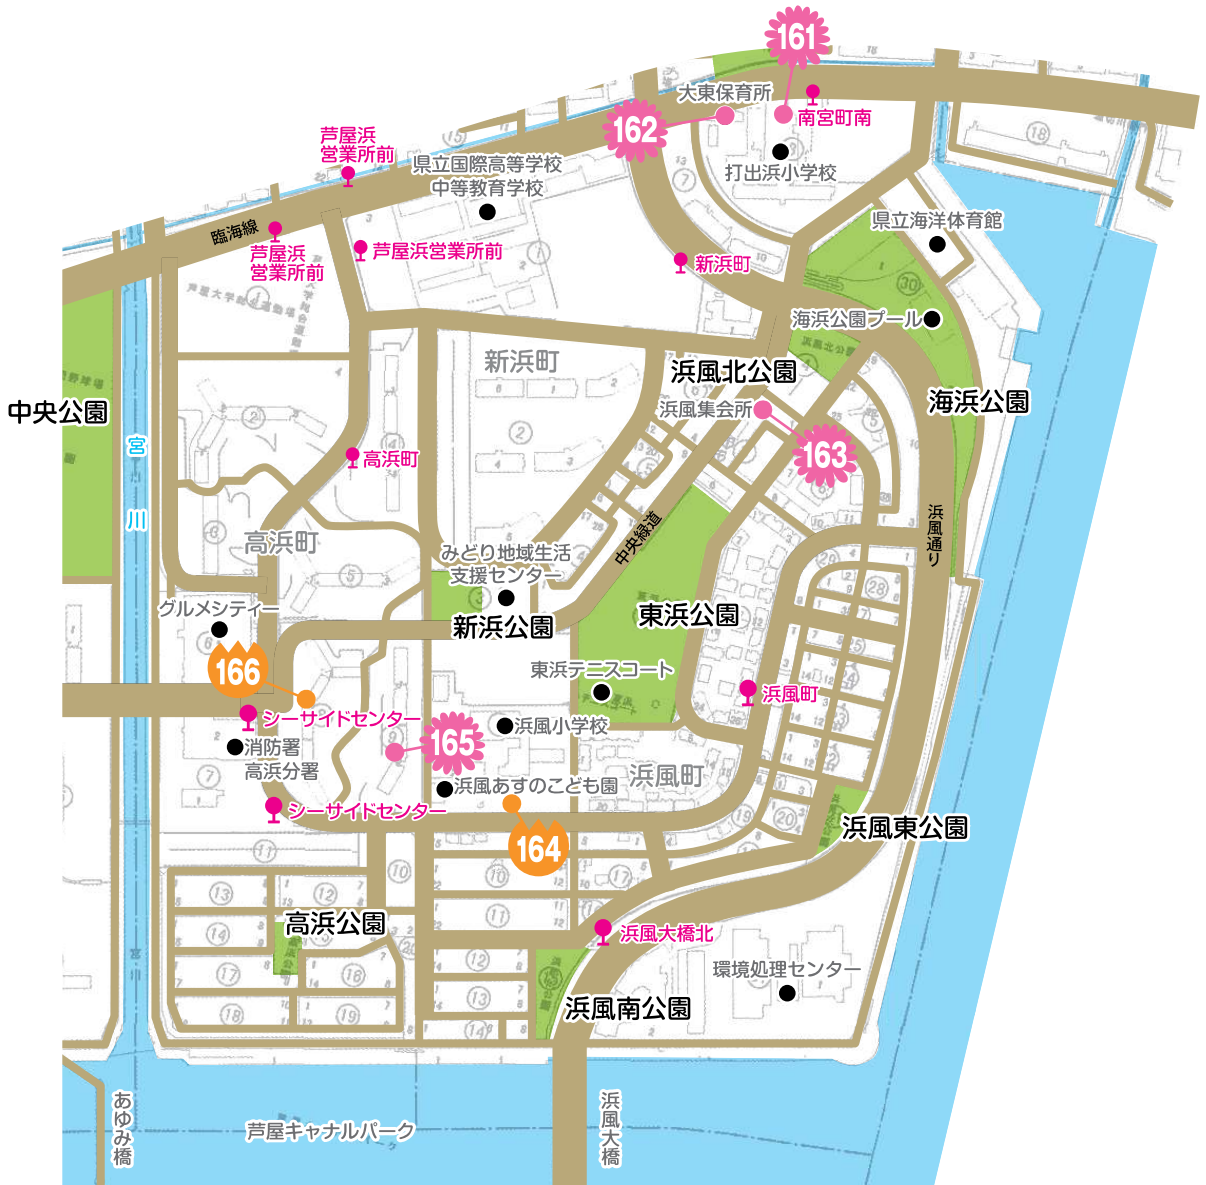 161
大東保育所
162
南宮町南
打出浜小学校
芦屋浜
営業所前
県立国際高等学校
中等教育学校
臨海線
芦屋浜
営業所前
芦屋浜営業所前
新浜町
県立海洋体育館
30
海浜公園プール
芦屋大学総合運動場
新浜町
浜風北公園
浜風集会所
163
海浜公園
中央公園
宮川
高浜町
高浜町
中央緑道
浜風通り
みどり地域生活
支援センター
新浜公園
グルメシティー
166
東浜公園
東浜テニスコート
浜風町
シーサイドセンター
消防署
高浜分署
165
浜風小学校
浜風あすのこども園
浜風町
シーサイドセンター
164
浜風東公園
高浜公園
浜風大橋北
環境処理センター
浜風南公園
あゆみ橋
芦屋キャナルパーク
浜風大橋